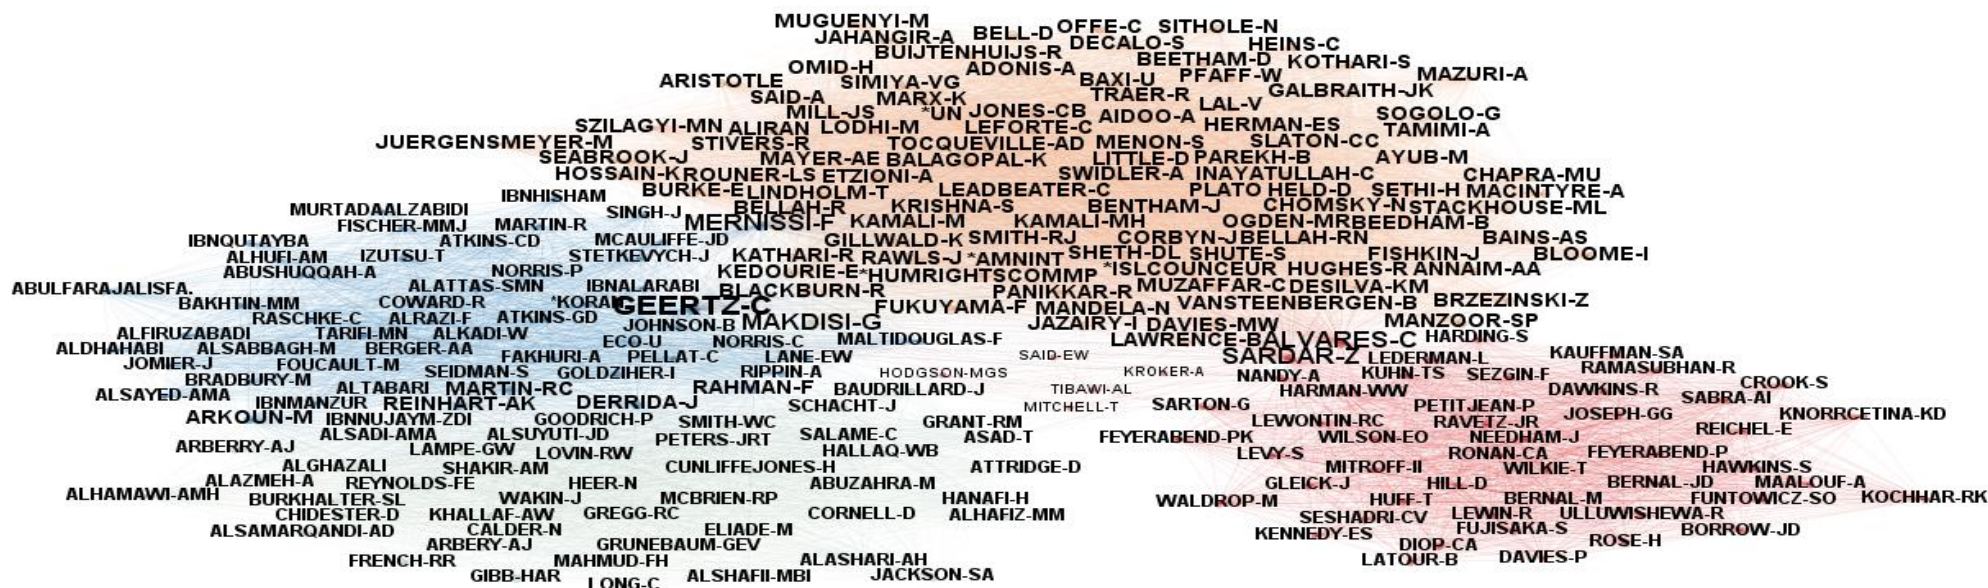 MUGUENYI-M
OFFE-C
SITHOLE-N
JAHANGIR-A
BELL-D
DECALO-S
HEINS-C
BUIJTENHUIJS-R
BEETHAM-D
KOTHARI-S
OMID-H
ADONIS-A
PFAFF-W
MAZURI-A
ARISTOTLE
SIMIYA-VG
BAXI-U
GALBRAITH-JK
SAID-A
MARX-K
TRAER-R
LAL-V
MILL-JS
*UN
JONES-CB
AIDOO-A
SOGOLO-G
SZILAGYI-MN
ALIRAN
LODHI-M
LEFORTE-C
HERMAN-ES
TAMIMI-A
JUERGENSMEYER-M
STIVERS-R
TOCQUEVILLE-AD
MENON-S
SLATON-CC
SEABROOK-J
MAYER-AE
BALAGOPAL-K
LITTLE-D
PAREKH-B
AYUB-M
HOSSAIN-K
ROUNER-LS
ETZIONI-A
SWIDLER-A
INAYATULLAH-C
CHAPRA-MU
BURKE-E
LINDHOLM-T
LEADBEATER-C
PLATO
HELD-D
SETHI-H
MACINTYRE-A
IBNHISHAM
BELLAH-R
KRISHNA-S
BENTHAM-J
CHOMSKY-N
STACKHOUSE-ML
MURTADAALZABIDI
SINGH-J
MERNISSI-F
KAMALI-M
KAMALI-MH
OGDEN-MR
BEEDHAM-B
FISCHER-MMJ
MARTIN-R
IBNQUTAYBA
ATKINS-CD
MCAULIFFE-JD
GILLWALD-K
SMITH-RJ
CORBYN-J
BELLAH-RN
BAINS-AS
ALHUFI-AM
IZUTSU-T
STETKEVYCH-J
KATHARI-R
RAWLS-J
*AMNINT
SHETH-DL
SHUTE-S
FISHKIN-J
BLOOME-I
ABUSHUQQAH-A
NORRIS-P
KEDOURIE-E
*HUMRIGHTSCOMMP
*ISLCOUNCEUR
HUGHES-R
ANNAIM-AA
ABULFARAJALISFA.
ALATTAS-SMN
IBNALARABI
BLACKBURN-R
PANIKKAR-R
MUZAFFAR-C
DESILVA-KM
BAKHTIN-MM
COWARD-R
*KORAN
GEERTZ-C
FUKUYAMA-F
MANDELA-N
VANSTEENBERGEN-B
BRZEZINSKI-Z
RASCHKE-C
ALRAZI-F
ATKINS-GD
JOHNSON-B
MAKDISI-G
JAZAIRY-I
DAVIES-MW
MANZOOR-SP
ALFIRUZABADI
TARIFI-MN
ALKADI-W
ECO-U
NORRIS-C
MALTIDOUGLAS-F
LAWRENCE-B
ALVARES-C
HARDING-S
ALDHAHABI
ALSABBAGH-M
BERGER-AA
FAKHURI-A
PELLAT-C
LANE-EW
SAID-EW
SARDAR-Z
LEDERMAN-L
KAUFFMAN-SA
JOMIER-J
FOUCAULT-M
SEIDMAN-S
GOLDZIHER-I
RIPPIN-A
HODGSON-MGS
KROKER-A
NANDY-A
KUHN-TS
SEZGIN-F
RAMASUBHAN-R
BRADBURY-M
ALTABARI
MARTIN-RC
RAHMAN-F
BAUDRILLARD-J
TIBAWI-AL
HARMAN-WW
DAWKINS-R
CROOK-S
ALSAYED-AMA
IBNMANZUR
REINHART-AK
DERRIDA-J
SCHACHT-J
MITCHELL-T
SARTON-G
PETITJEAN-P
SABRA-AI
ARKOUN-M
IBNNUJAYM-ZDI
GOODRICH-P
SMITH-WC
GRANT-RM
LEWONTIN-RC
RAVETZ-JR
JOSEPH-GG
KNORRCETINA-KD
ALSADI-AMA
ALSUYUTI-JD
PETERS-JRT
SALAME-C
ASAD-T
FEYERABEND-PK
WILSON-EO
NEEDHAM-J
REICHEL-E
ARBERRY-AJ
LAMPE-GW
LOVIN-RW
HALLAQ-WB
LEVY-S
RONAN-CA
FEYERABEND-P
ALGHAZALI
SHAKIR-AM
CUNLIFFEJONES-H
ATTRIDGE-D
MITROFF-II
WILKIE-T
HAWKINS-S
ALAZMEH-A
REYNOLDS-FE
HEER-N
ABUZAHRA-M
GLEICK-J
HILL-D
BERNAL-JD
MAALOUF-A
ALHAMAWI-AMH
BURKHALTER-SL
WAKIN-J
MCBRIEN-RP
HANAFI-H
WALDROP-M
HUFF-T
BERNAL-M
FUNTOWICZ-SO
KOCHHAR-RK
CHIDESTER-D
KHALLAF-AW
GREGG-RC
CORNELL-D
ALHAFIZ-MM
SESHADRI-CV
LEWIN-R
ULLUWISHEWA-R
ALSAMARQANDI-AD
CALDER-N
ELIADE-M
KENNEDY-ES
FUJISAKA-S
BORROW-JD
ARBERY-AJ
GRUNEBAUM-GEV
DIOP-CA
ROSE-H
FRENCH-RR
MAHMUD-FH
ALASHARI-AH
LATOUR-B
DAVIES-P
GIBB-HAR
LONG-C
ALSHAFII-MBI
JACKSON-SA